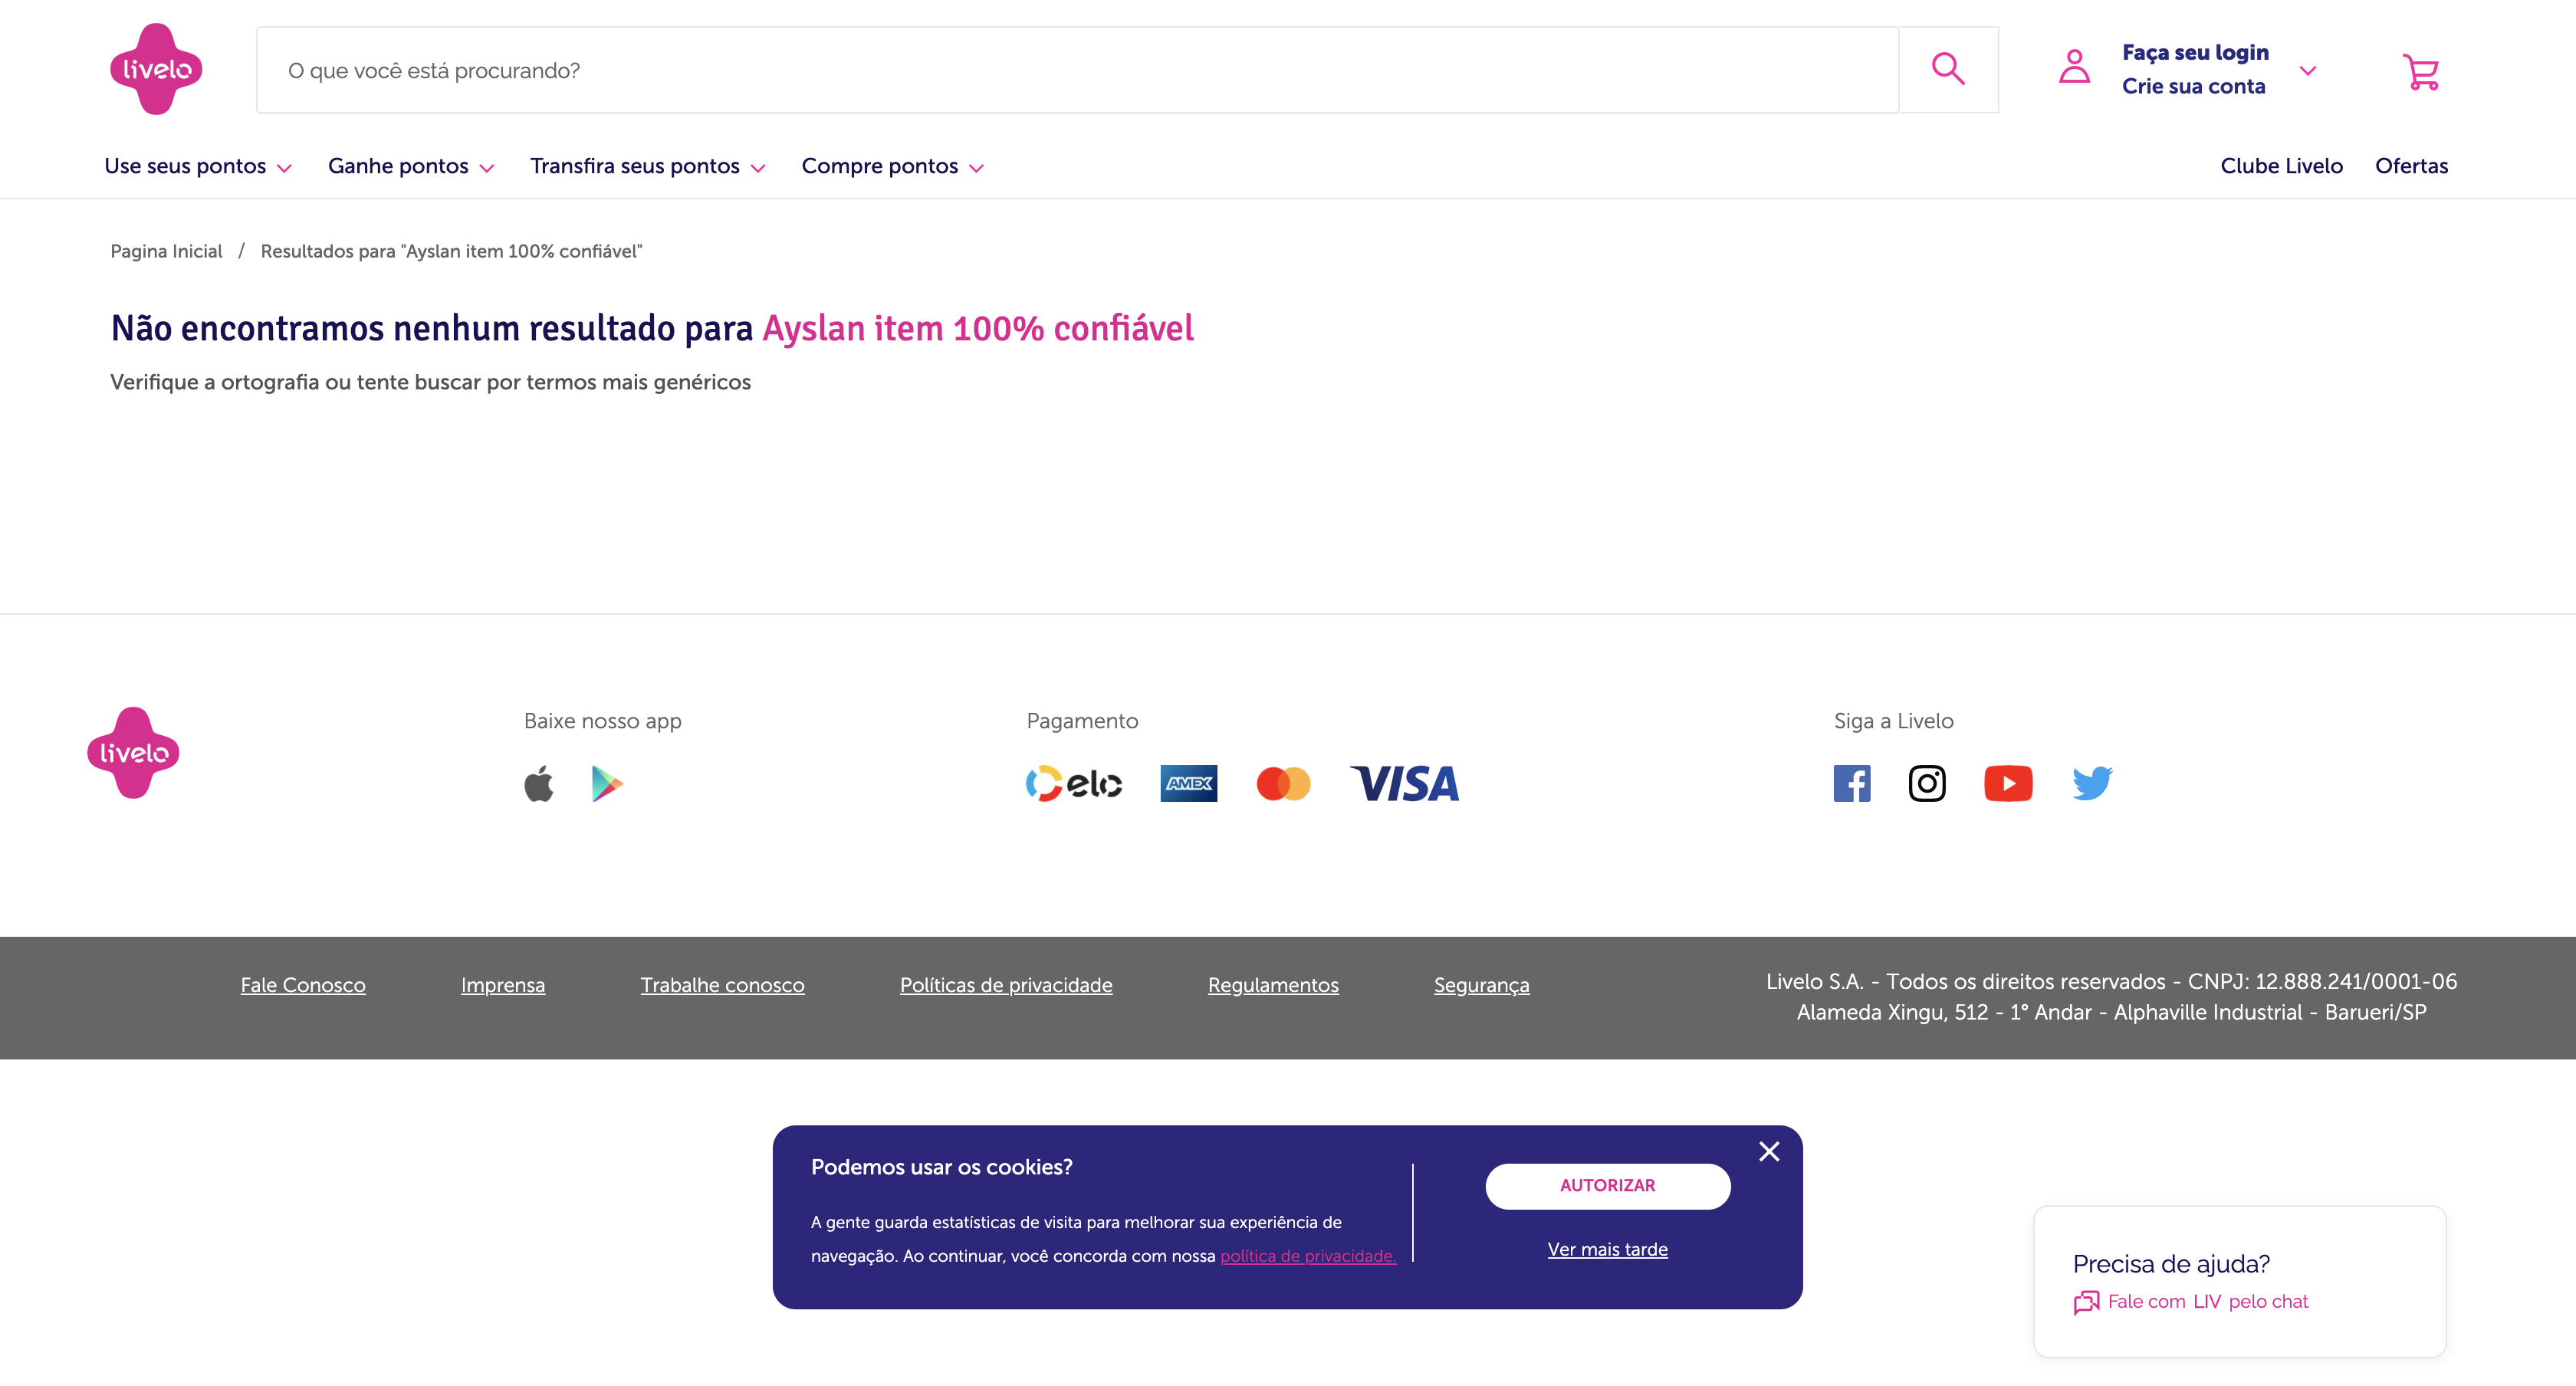 livelo
O que você está procurando?
Faça seu login
Crie sua conta
Use seus pontos
Ganhe pontos
Transfira seus pontos
Compre pontos
Clube Livelo
Ofertas
Pagina Inicial / Resultados para "Ayslan item 100% confiável"
Não encontramos nenhum resultado para Ayslan item 100% confiável
Verifique a ortografia ou tente buscar por termos mais genéricos
livelo
Baixe nosso app
Pagamento
elo
AMEX
VISA
Siga a Livelo
Fale Conosco
Imprensa
Trabalhe conosco
Políticas de privacidade
Regulamentos
Segurança
Livelo S.A. - Todos os direitos reservados - CNPJ: 12.888.241/0001-06
Alameda Xingu, 512 - 1° Andar - Alphaville Industrial - Barueri/SP
Podemos usar os cookies?
A gente guarda estatísticas de visita para melhorar sua experiência de
navegação. Ao continuar, você concorda com nossa política de privacidade.
AUTORIZAR
Ver mais tarde
Precisa de ajuda?
Fale com LIV pelo chat